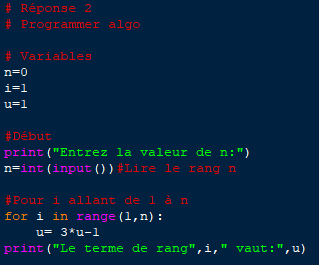 # Réponse 2
# Programmer algo
# Variables
n=0
i=1
u=1
#Début
print("Entrez la valeur de n:")
n=int(input())#Lire le rang n
#Pour i allant de 1 à n
for i in range(1,n):
    u= 3*u-1
print("Le terme de rang",i," vaut:",u)